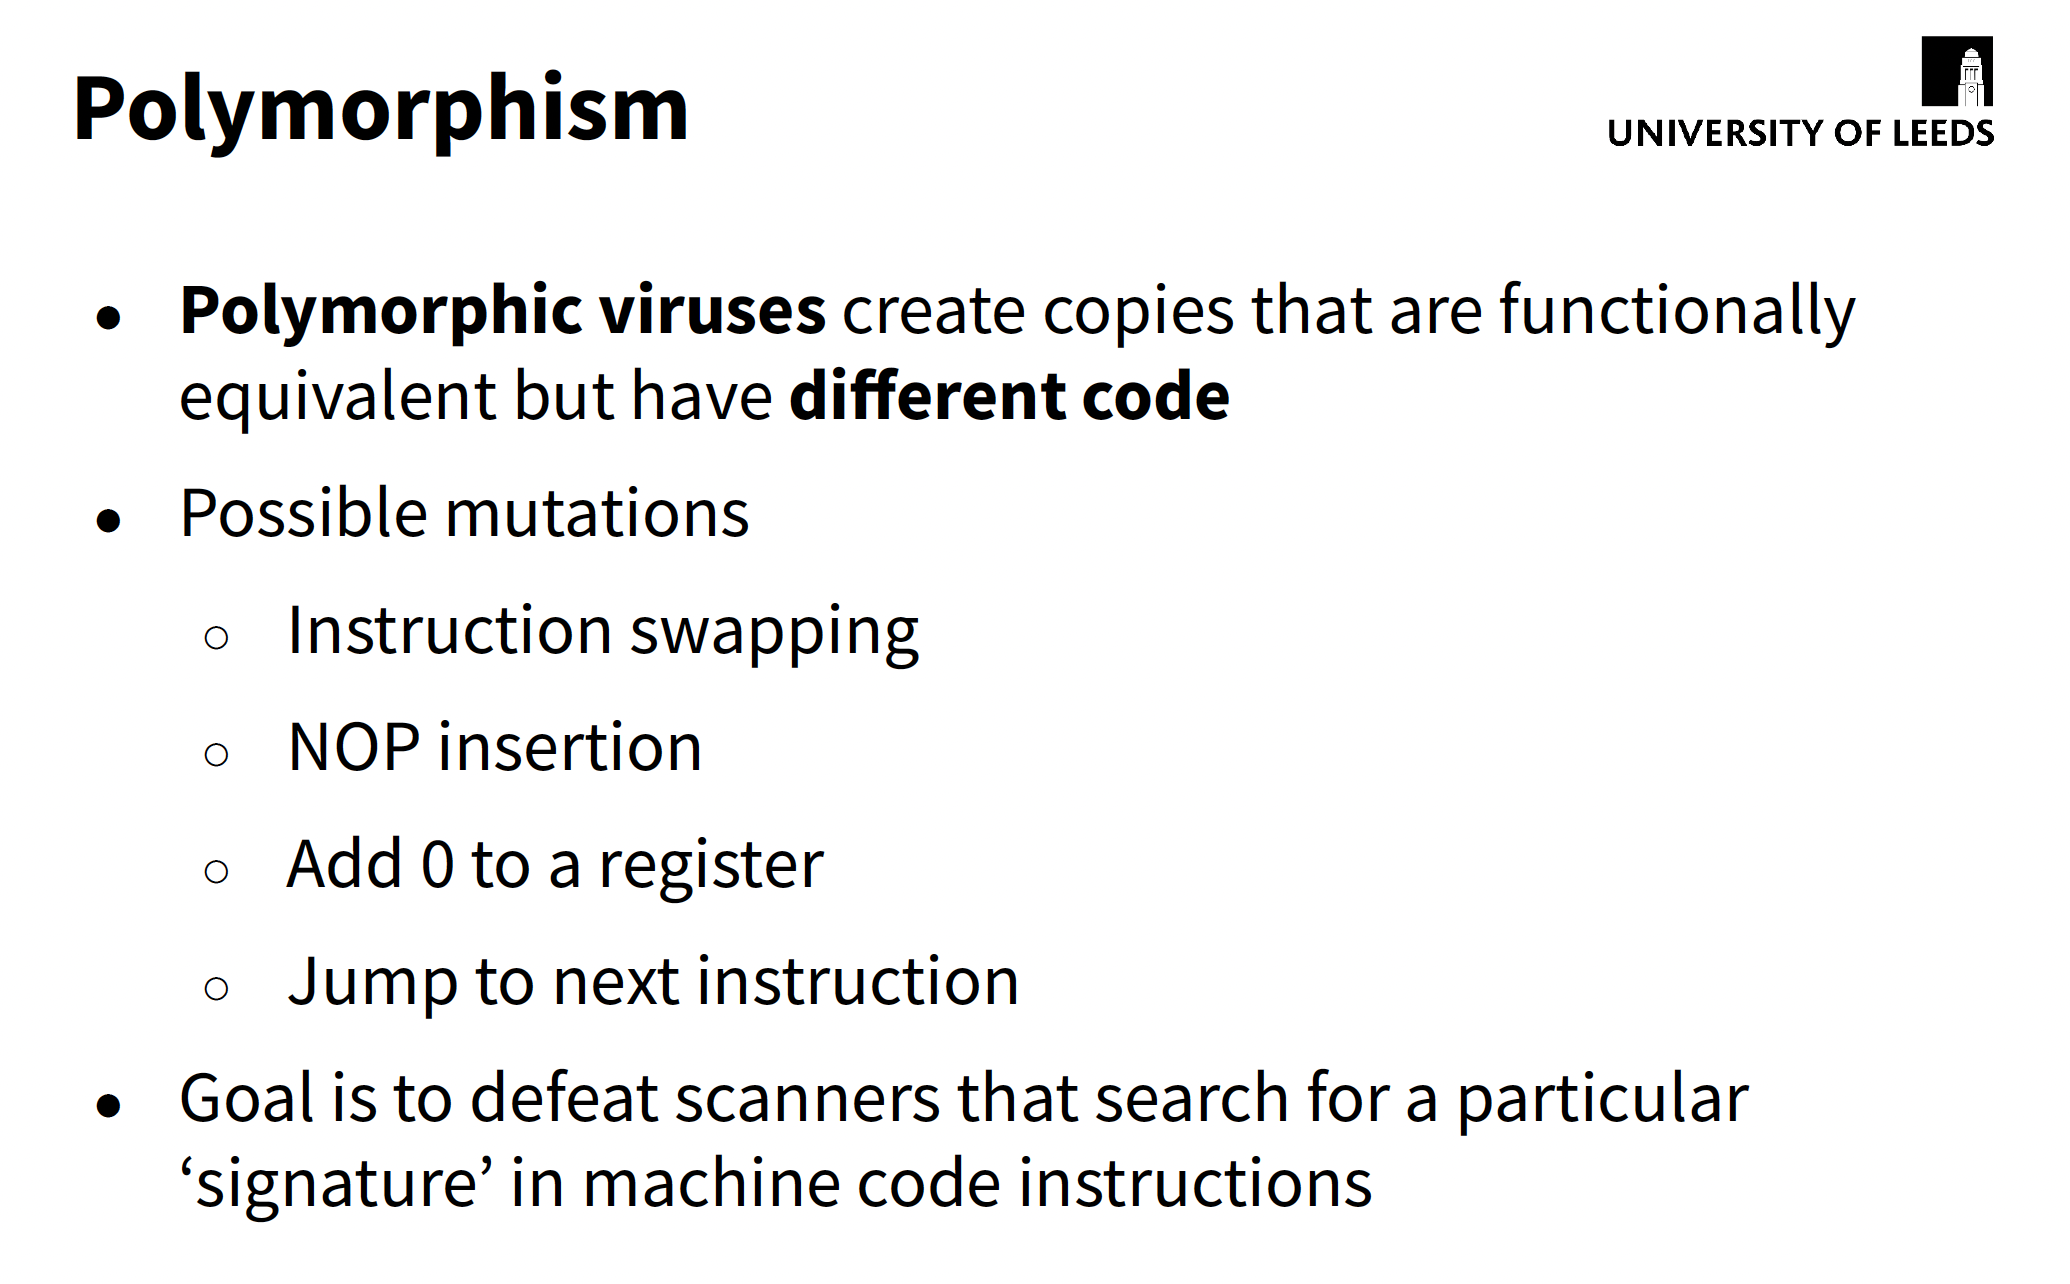 Polymorphism
UNIVERSITY OF LEEDS
● Polymorphic viruses create copies that are functionally
equivalent but have different code
● Possible mutations
○ Instruction swapping
○ NOP insertion
○ Add 0 to a register
○ Jump to next instruction
● Goal is to defeat scanners that search for a particular
‘signature’ in machine code instructions